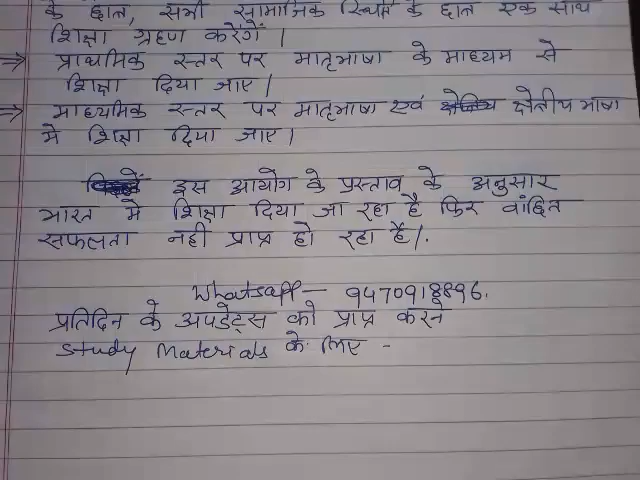 के छात्र, सभी सामाजिक स्थिति के छात्र एक साथ
शिक्षा ग्रहण करेंगें।
⇒ प्राथमिक स्तर पर मातृभाषा के माध्यम से
शिक्षा दिया जाए।
⇒ माध्यमिक स्तर पर मातृभाषा एवं क्षेत्रीय भाषा
मे शिक्षा दिया जाए।
इस आयोग के प्रस्ताव के अनुसार
भारत मे शिक्षा दिया जा रहा है फिर वांछित
सफलता नही प्राप्त हो रहा है।.
Whatsapp — 9470918896.
प्रतिदिन के अपडेट्स को प्राप्त करने
Study Materials के लिए -